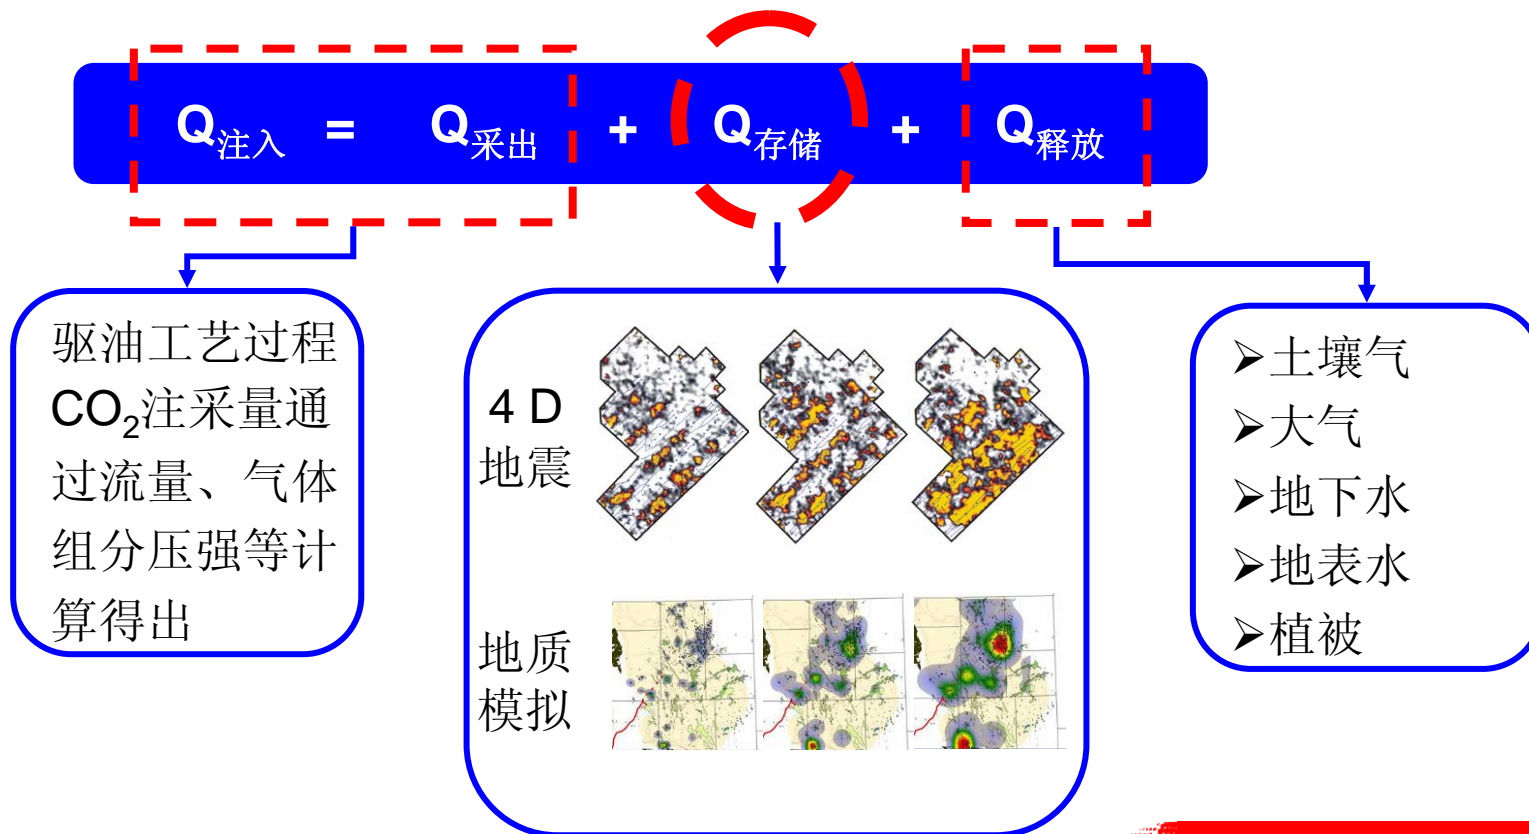 Q注入 = Q采出 + Q存储 + Q释放
驱油工艺过程
CO₂注采量通
过流量、气体
组分压强等计
算得出
4 D
地震
地质
模拟
➢土壤气
➢大气
➢地下水
➢地表水
➢植被